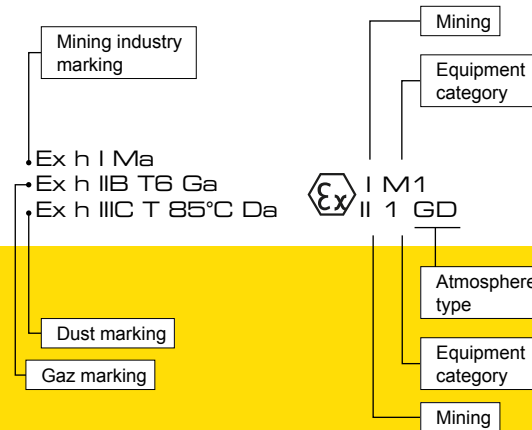 Mining
Mining industry
marking
Equipment
category
Ex h I Ma
Ex h IIB T6 Ga
Ex h IIIC T 85°C Da
Ex
I M1
II 1 GD
Atmosphere
type
Dust marking
Equipment
category
Gaz marking
Mining